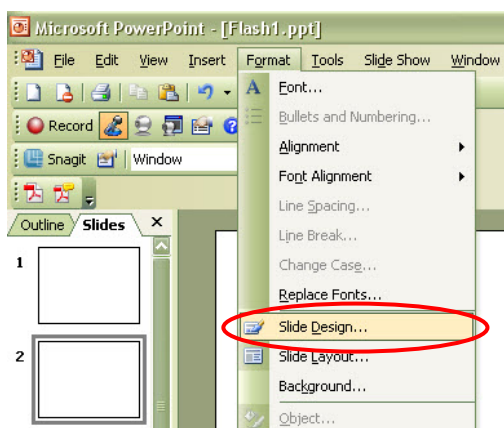 Microsoft PowerPoint - [Flash1.ppt]
File Edit View Insert Format Tools Slide Show Window
Font...
Bullets and Numbering...
Record
Alignment
Snagit Window
Font Alignment
Line Spacing...
Outline Slides
Line Break...
1
Change Case...
Replace Fonts...
Slide Design...
2
Slide Layout...
Background...
Object...